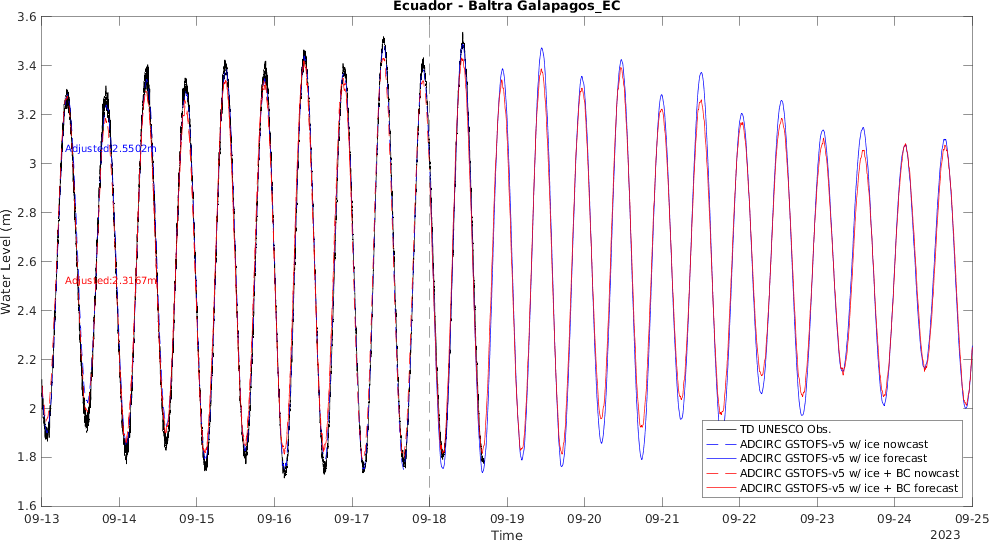 Ecuador - Baltra Galapagos_EC
3.6
3.4
3.2
3
2.8
2.6
2.4
2.2
2
1.8
1.6
Water Level (m)
Adjusted:2.5502m
Adjusted:2.3167m
TD UNESCO Obs.
ADCIRC GSTOFS-v5 w/ ice nowcast
ADCIRC GSTOFS-v5 w/ ice forecast
ADCIRC GSTOFS-v5 w/ ice + BC nowcast
ADCIRC GSTOFS-v5 w/ ice + BC forecast
09-13 09-14 09-15 09-16 09-17 09-18 09-19 09-20 09-21 09-22 09-23 09-24 09-25
Time
2023